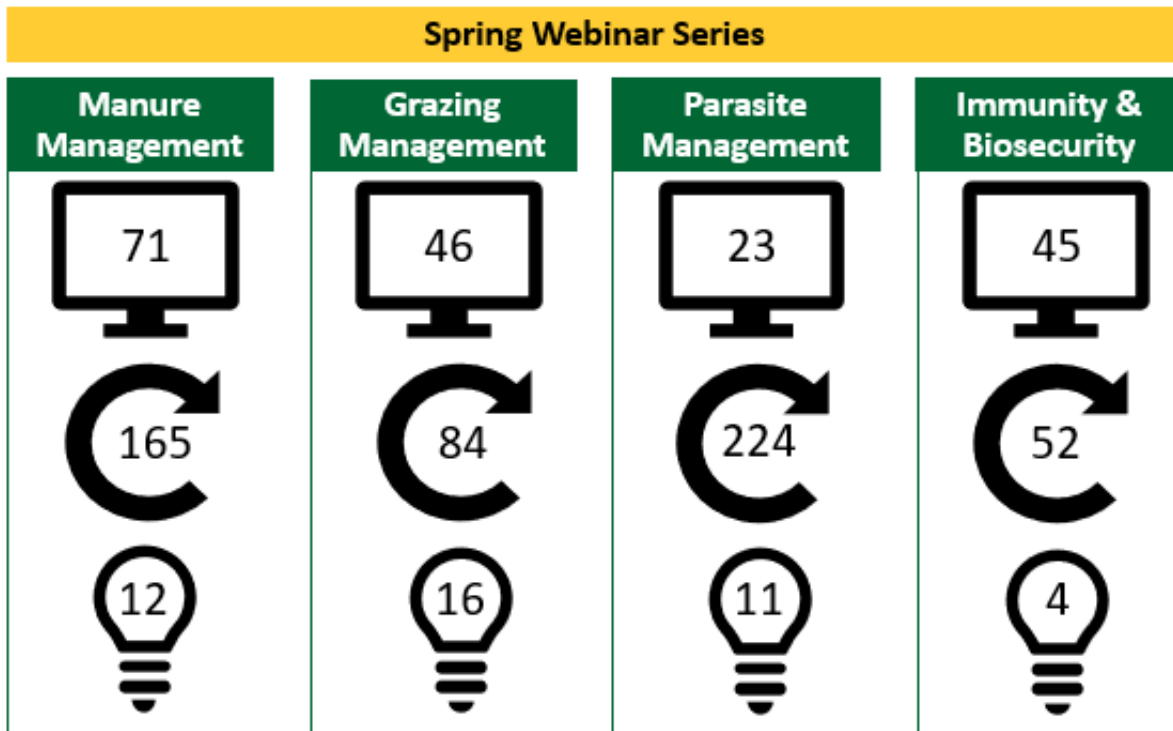 Spring Webinar Series
Manure
Management
Grazing
Management
Parasite
Management
Immunity &
Biosecurity
71
46
23
45
165
84
224
52
12
16
11
4